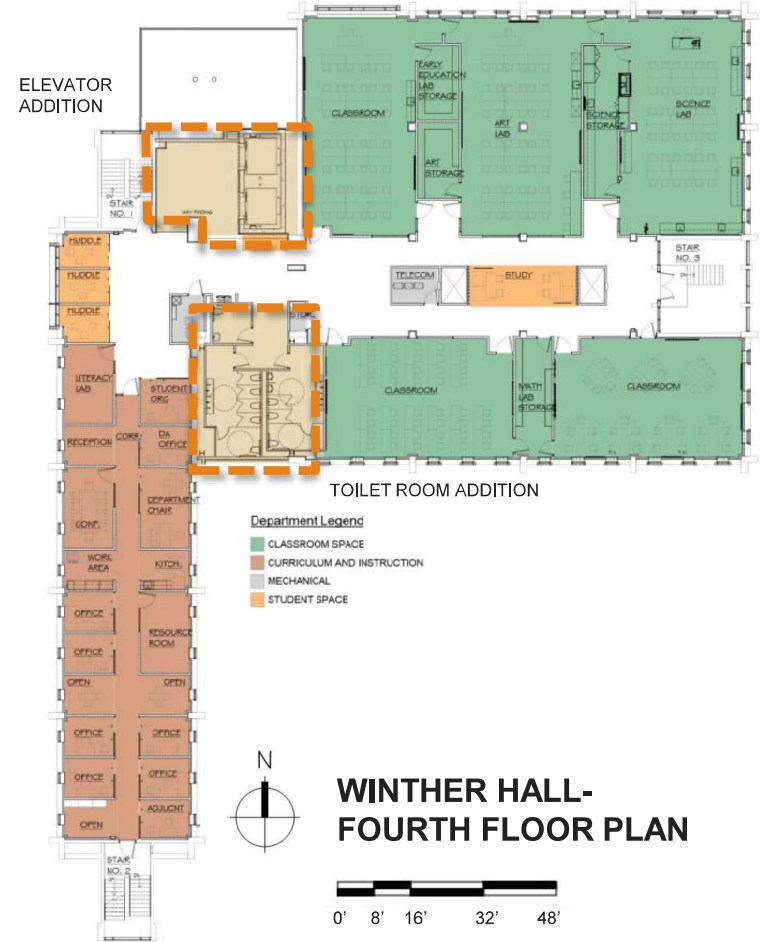 ELEVATOR
ADDITION
EARLY
EDUCATION
LAB
STORAGE
CLASSROOM
ART
LAB
SCIENCE
STORAGE
SCIENCE
LAB
ART
STORAGE
STAIR
NO. 1
WAY FINDING
HUDDLE
HUDDLE
HUDDLE
TELECOM
STUDY
STAIR
NO. 3
STOR.
LITERACY
LAB
STUDENT
ORG
CLASSROOM
MATH
LAB
STORAGE
CLASSROOM
RECEPTION
CORR.
DA
OFFICE
TOILET ROOM ADDITION
CONF.
DEPARTMENT
CHAIR
WORK
AREA
KITCH.
Department Legend
CLASSROOM SPACE
CURRICULUM AND INSTRUCTION
MECHANICAL
STUDENT SPACE
OFFICE
RESOURCE
ROOM
OFFICE
OPEN
OPEN
OFFICE
OFFICE
OFFICE
OFFICE
OPEN
ADJUCNT
STAIR
NO. 2
N
WINTHER HALL-
FOURTH FLOOR PLAN
0' 8' 16' 32' 48'